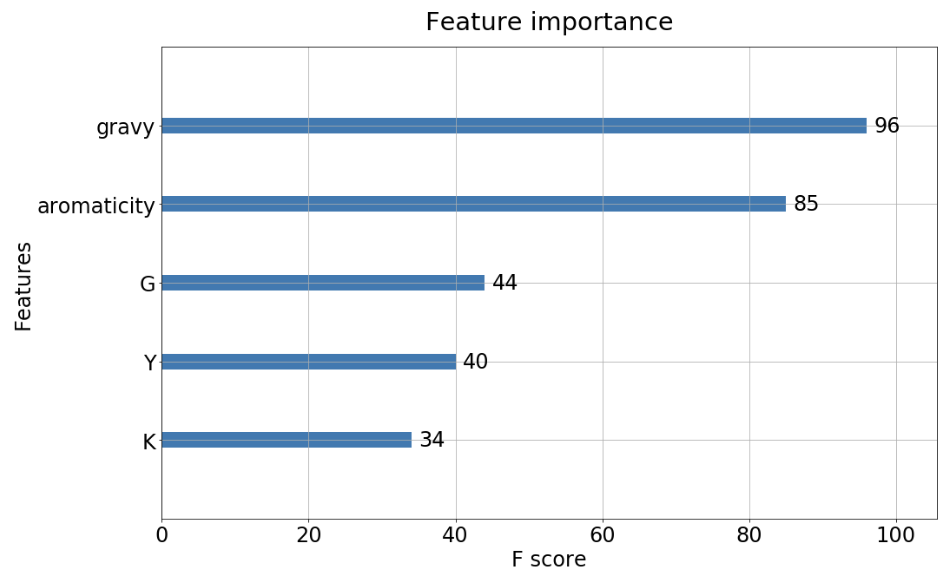 Feature importance
gravy 96
aromaticity 85
G 44
Y 40
K 34
Features
0 20 40 60 80 100
F score